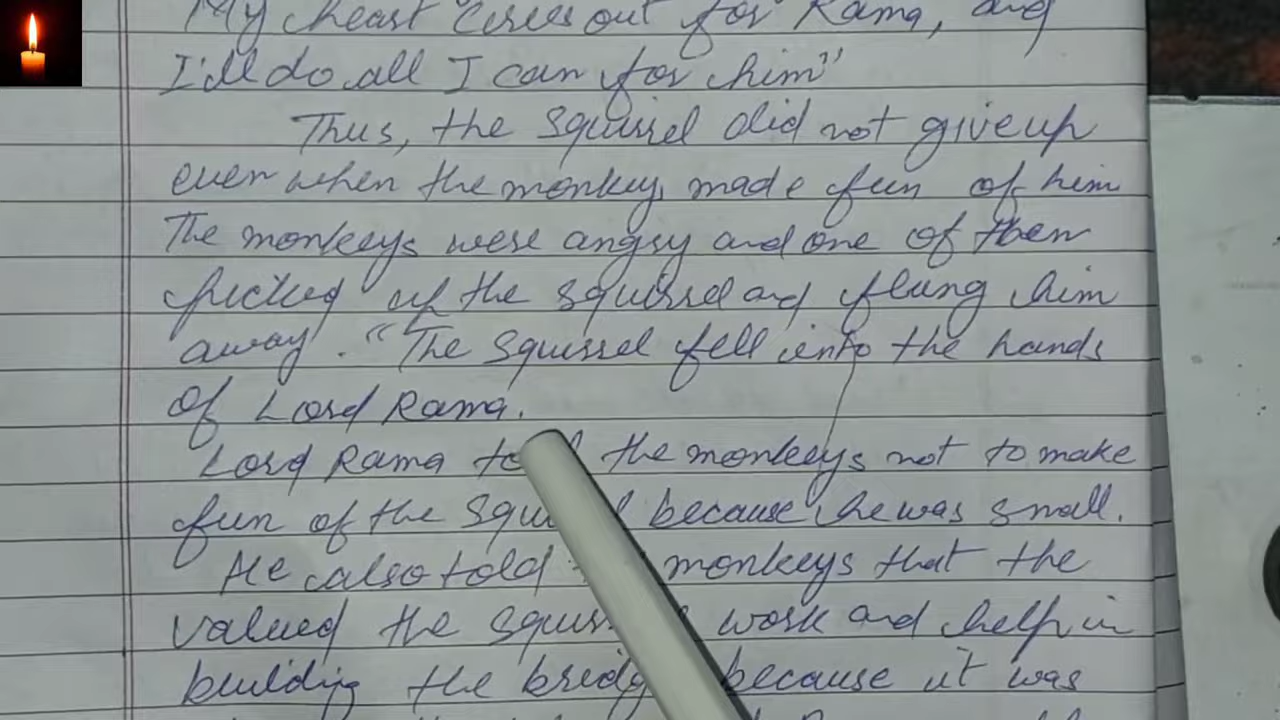 My heart cries out for Rama, and
I'll do all I can for him"
Thus, the squirrel did not giveup
even when the monkeys made fun of him
The monkeys were angry and one of them
picked up the squirrel and flung him
away. "The squirrel fell into the hands
of Lord Rama.
Lord Rama told the monkeys not to make
fun of the squirrel because he was small.
He also told monkeys that the
valued the work and help in
building the bridge because it was